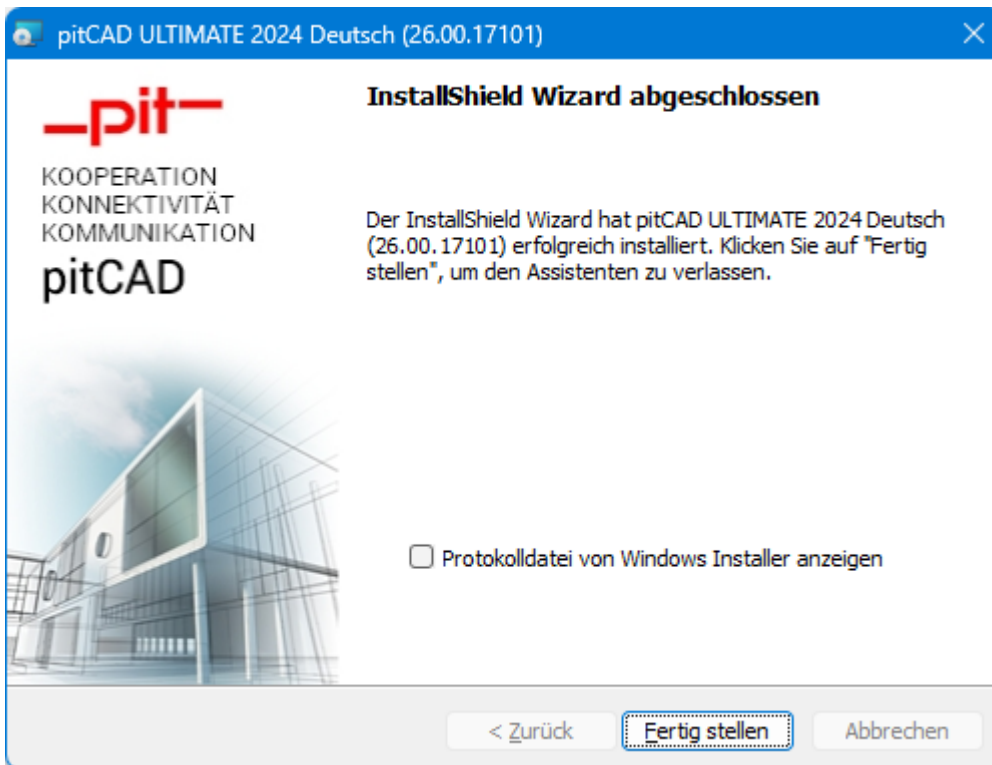 pitCAD ULTIMATE 2024 Deutsch (26.00.17101)
pit
KOOPERATION
KONNEKTIVITÄT
KOMMUNIKATION
pitCAD
InstallShield Wizard abgeschlossen
Der InstallShield Wizard hat pitCAD ULTIMATE 2024 Deutsch
(26.00.17101) erfolgreich installiert. Klicken Sie auf "Fertig
stellen", um den Assistenten zu verlassen.
Protokolldatei von Windows Installer anzeigen
< Zurück
Fertig stellen
Abbrechen